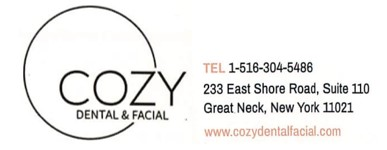 COZY
DENTAL & FACIAL
TEL 1-516-304-5486
233 East Shore Road, Suite 110
Great Neck, New York 11021
www.cozydentalfacial.com